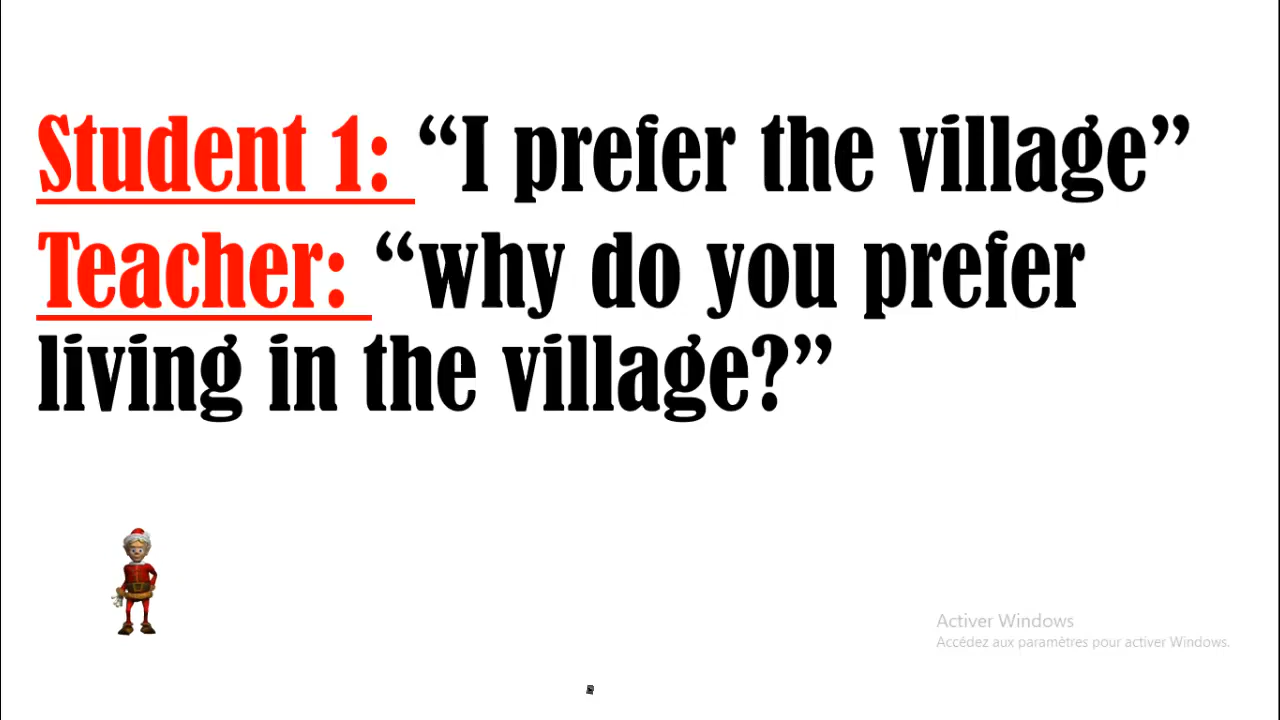 Student 1: “I prefer the village”
Teacher: “why do you prefer
living in the village?”
Activer Windows
Accédez aux paramètres pour activer Windows.